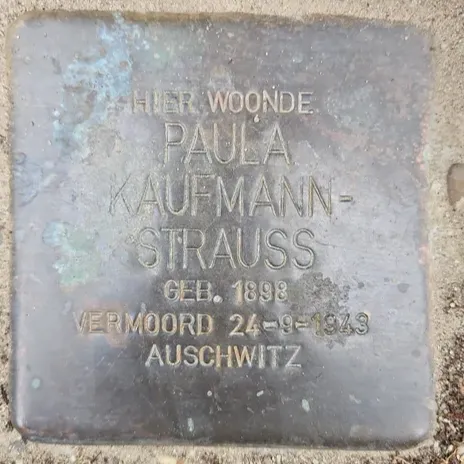 HIER WOONDE
PAULA
KAUFMANN-
STRAUSS
GEB. 1898
VERMOORD 24-9-1943
AUSCHWITZ